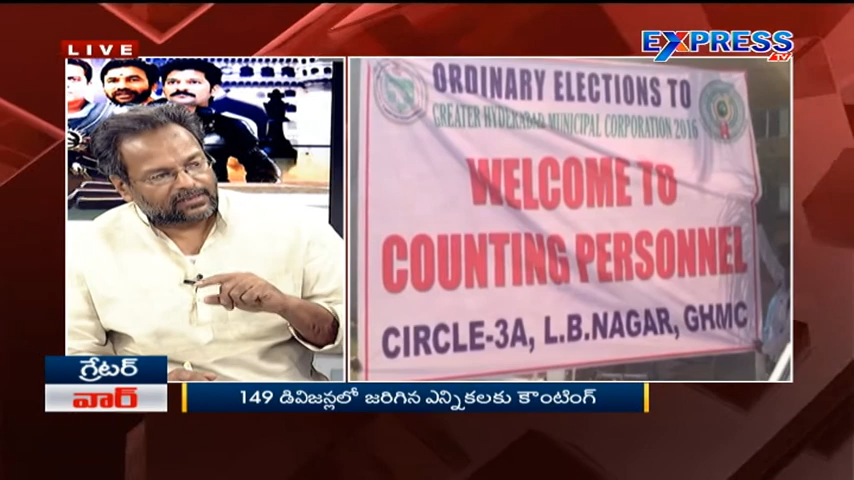 LIVE
EXPRESS
TV
ORDINARY ELECTIONS TO
GREATER HYDERABAD MUNICIPAL CORPORATION 2016
WELCOME TO
COUNTING PERSONNEL
CIRCLE-3A, L.B.NAGAR, GHMC
గ్రేటర్
వార్
149 డివిజన్లలో జరిగిన ఎన్నికలకు కౌంటింగ్